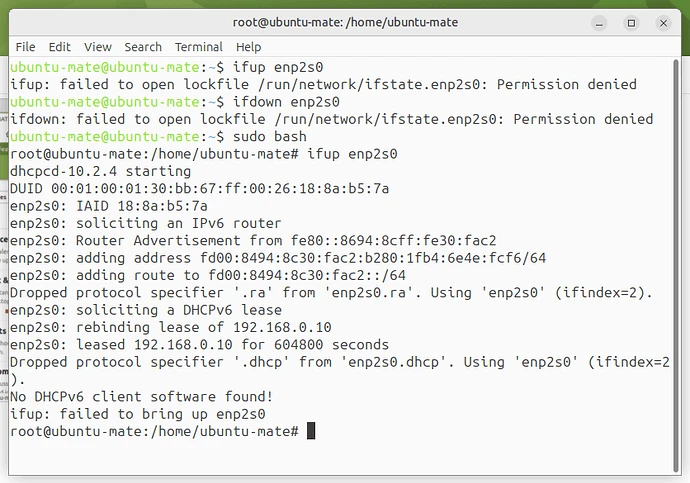 root@ubuntu-mate: /home/ubuntu-mate
File Edit View Search Terminal Help
ubuntu-mate@ubuntu-mate:~$ ifup enp2s0
ifup: failed to open lockfile /run/network/ifstate.enp2s0: Permission denied
ubuntu-mate@ubuntu-mate:~$ ifdown enp2s0
ifdown: failed to open lockfile /run/network/ifstate.enp2s0: Permission denied
ubuntu-mate@ubuntu-mate:~$ sudo bash
root@ubuntu-mate:/home/ubuntu-mate# ifup enp2s0
dhcpcd-10.2.4 starting
DUID 00:01:00:01:30:bb:67:ff:00:26:18:8a:b5:7a
enp2s0: IAID 18:8a:b5:7a
enp2s0: soliciting an IPv6 router
enp2s0: Router Advertisement from fe80::8694:8cff:fe30:fac2
enp2s0: adding address fd00:8494:8c30:fac2:b280:1fb4:6e4e:fcf6/64
enp2s0: adding route to fd00:8494:8c30:fac2::/64
Dropped protocol specifier '.ra' from 'enp2s0.ra'. Using 'enp2s0' (ifindex=2).
enp2s0: soliciting a DHCPv6 lease
enp2s0: rebinding lease of 192.168.0.10
enp2s0: leased 192.168.0.10 for 604800 seconds
Dropped protocol specifier '.dhcp' from 'enp2s0.dhcp'. Using 'enp2s0' (ifindex=2
).
No DHCPv6 client software found!
ifup: failed to bring up enp2s0
root@ubuntu-mate:/home/ubuntu-mate#